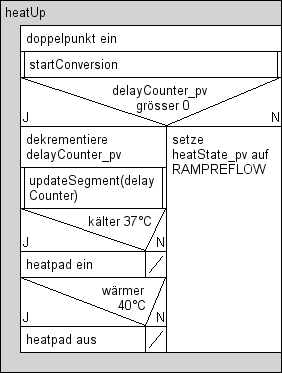 heatUp
doppelpunkt ein
startConversion
delayCounter_pv
grösser 0
J
N
dekrementiere
delayCounter_pv
updateSegment(delay
Counter)
kälter 37°C
J
N
heatpad ein
wärmer
40°C
J
N
heatpad aus
setze
heatState_pv auf
RAMPREFLOW